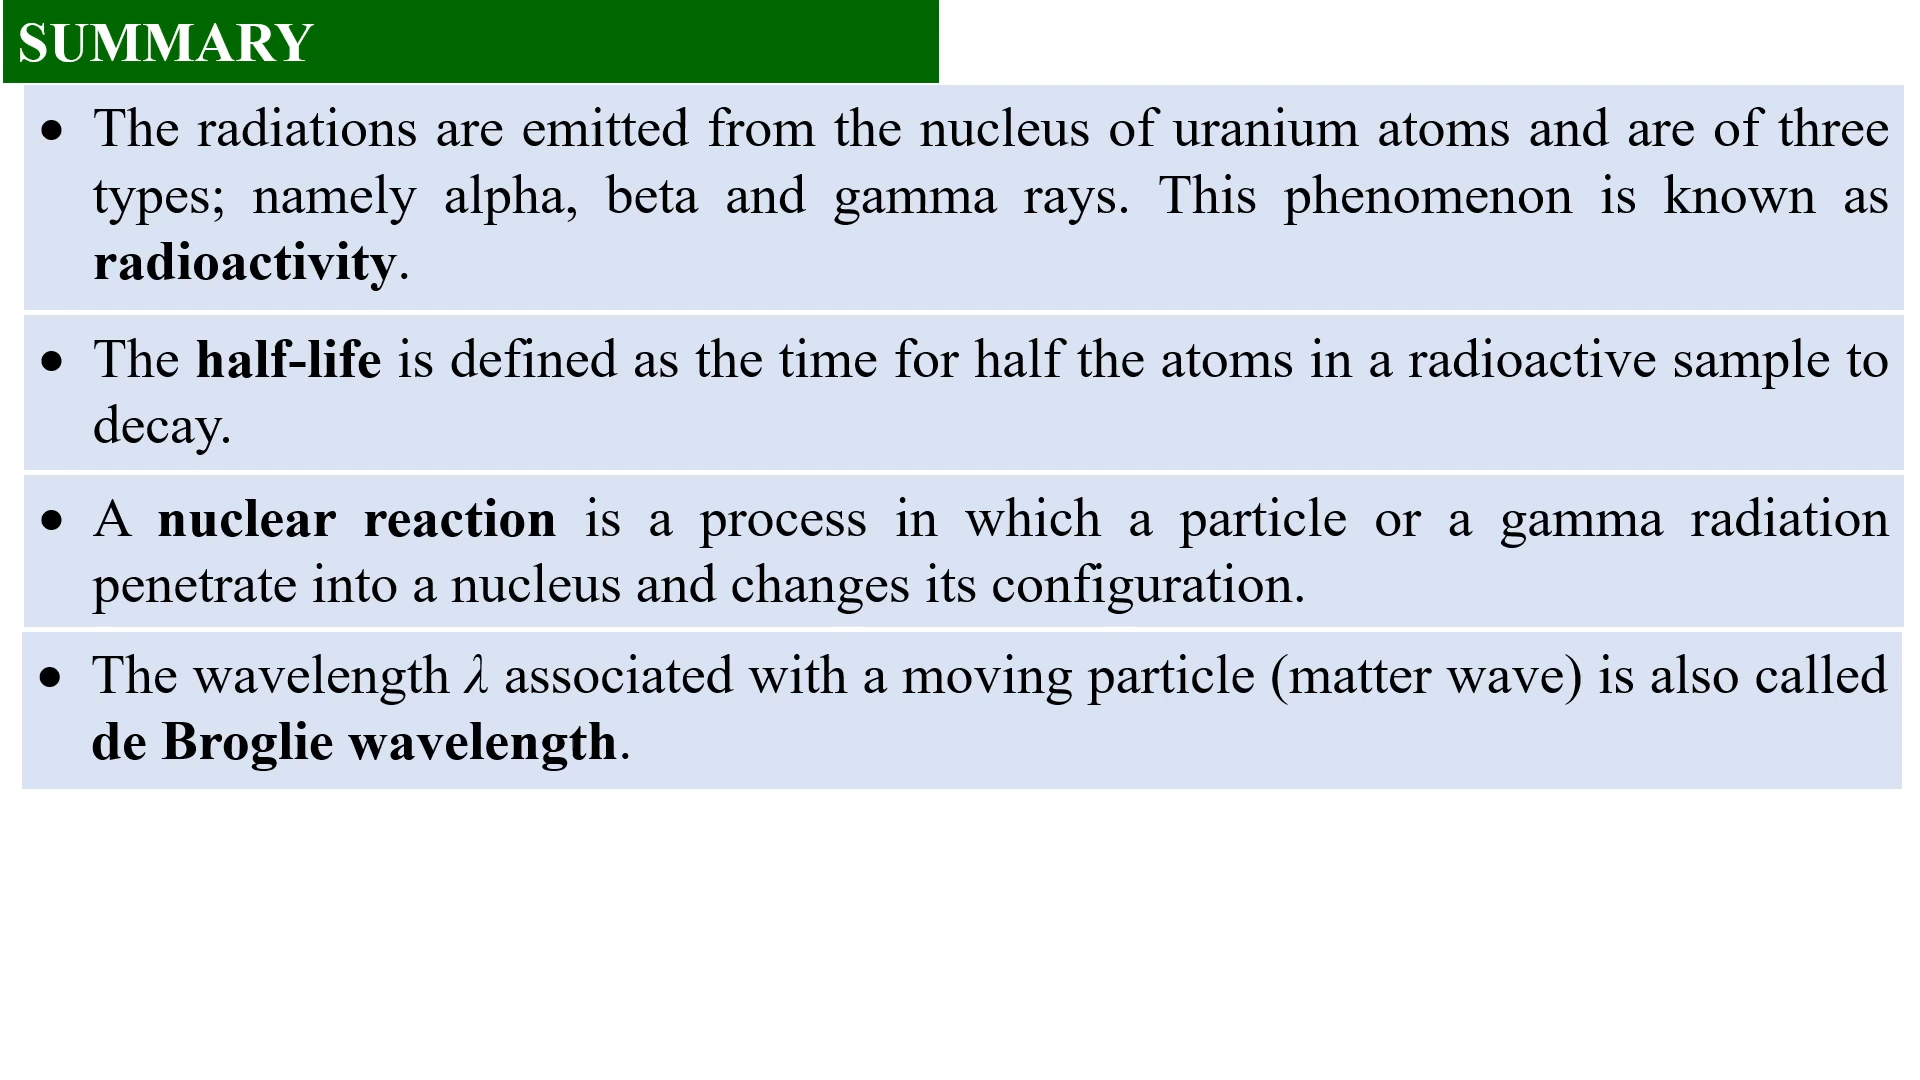 SUMMARY
• The radiations are emitted from the nucleus of uranium atoms and are of three
types; namely alpha, beta and gamma rays. This phenomenon is known as
radioactivity.
• The half-life is defined as the time for half the atoms in a radioactive sample to
decay.
• A nuclear reaction is a process in which a particle or a gamma radiation
penetrate into a nucleus and changes its configuration.
• The wavelength λ associated with a moving particle (matter wave) is also called
de Broglie wavelength.